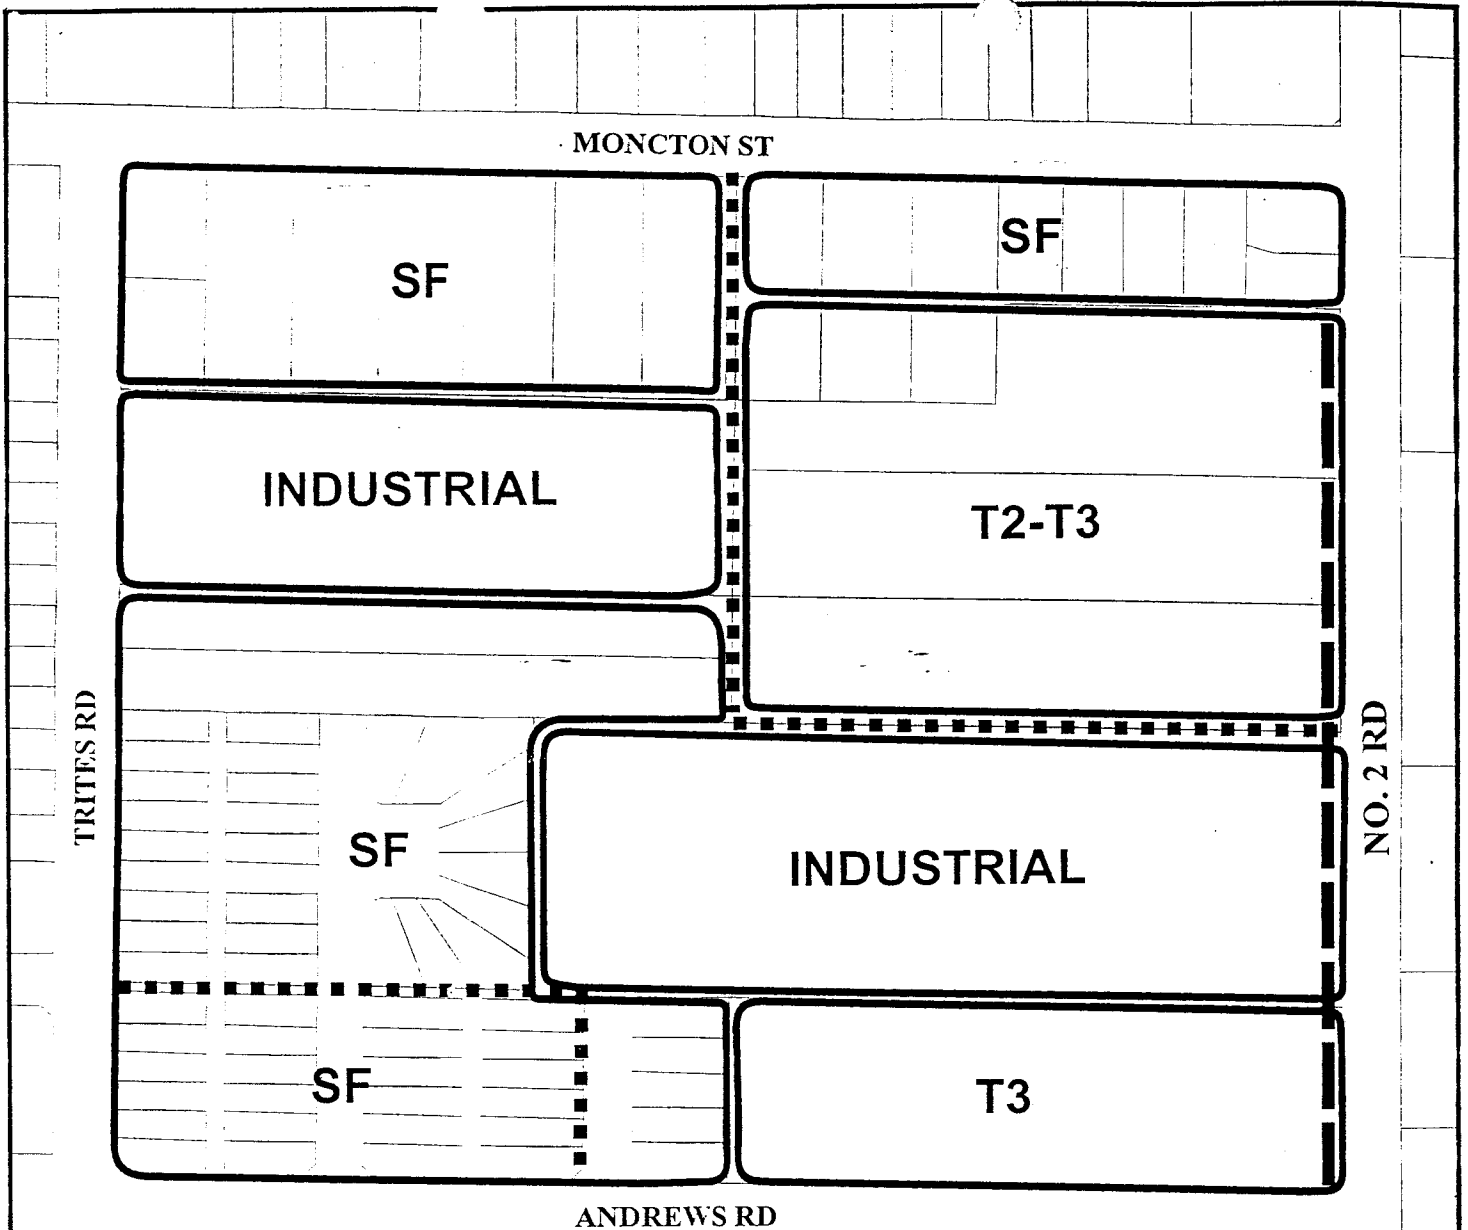 MONCTON ST
SF
SF
INDUSTRIAL
T2-T3
TRITES RD
NO. 2 RD
SF
INDUSTRIAL
SF
T3
ANDREWS RD